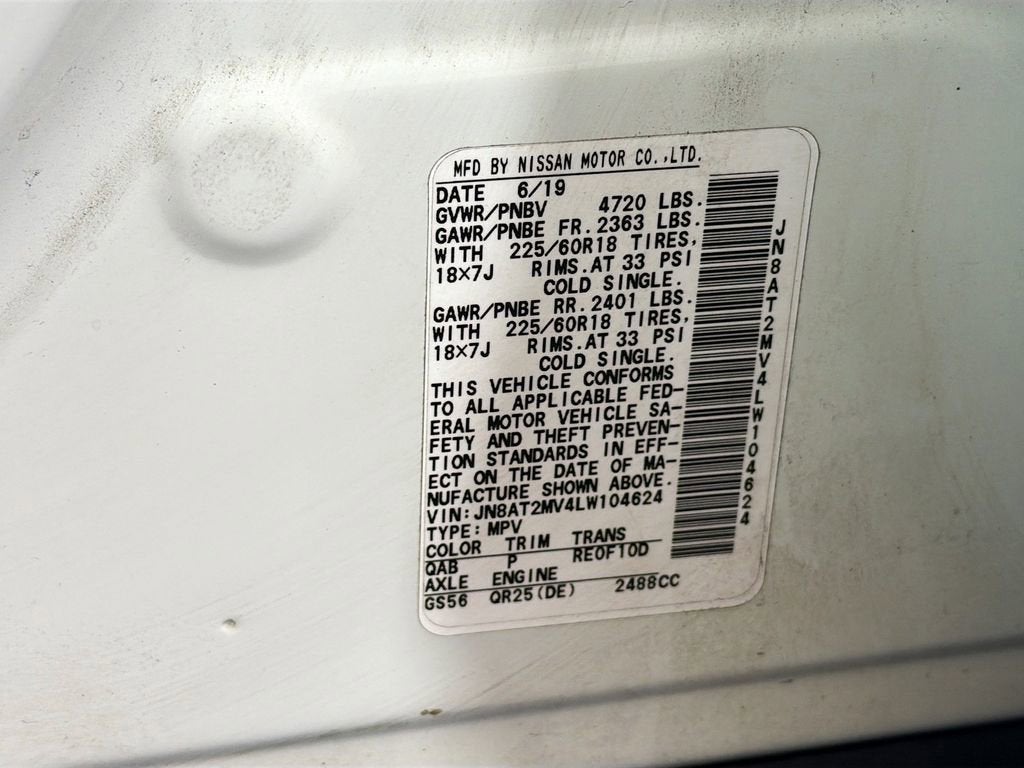 MFD BY NISSAN MOTOR CO.,LTD.
DATE 6/19
GVWR/PNBV 4720 LBS.
GAWR/PNBE FR. 2363 LBS.
WITH 225/60R18 TIRES,
18×7J RIMS. AT 33 PSI
COLD SINGLE.
GAWR/PNBE RR. 2401 LBS.
WITH 225/60R18 TIRES,
18×7J RIMS. AT 33 PSI
COLD SINGLE.
THIS VEHICLE CONFORMS
TO ALL APPLICABLE FED-
ERAL MOTOR VEHICLE SA-
FETY AND THEFT PREVEN-
TION STANDARDS IN EFF-
ECT ON THE DATE OF MA-
NUFACTURE SHOWN ABOVE.
VIN:JN8AT2MV4LW104624
TYPE:MPV
COLOR TRIM TRANS
QAB P RE0F10D
AXLE ENGINE
GS56 QR25(DE) 2488CC
JN8AT2MV4LW104624